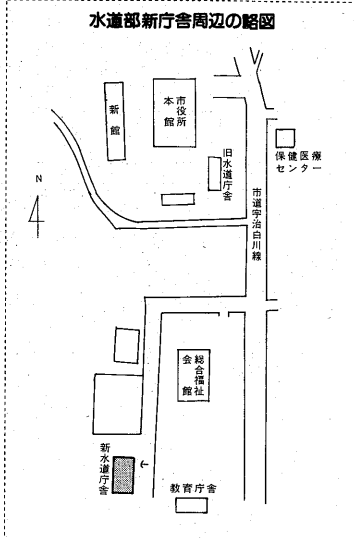 水道部新庁舎周辺の略図
新館
市役所
本館
旧水道庁舎
保健医療
センター
N
市道宇治白川線
総合福祉
会館
新水道庁舎
教育庁舎